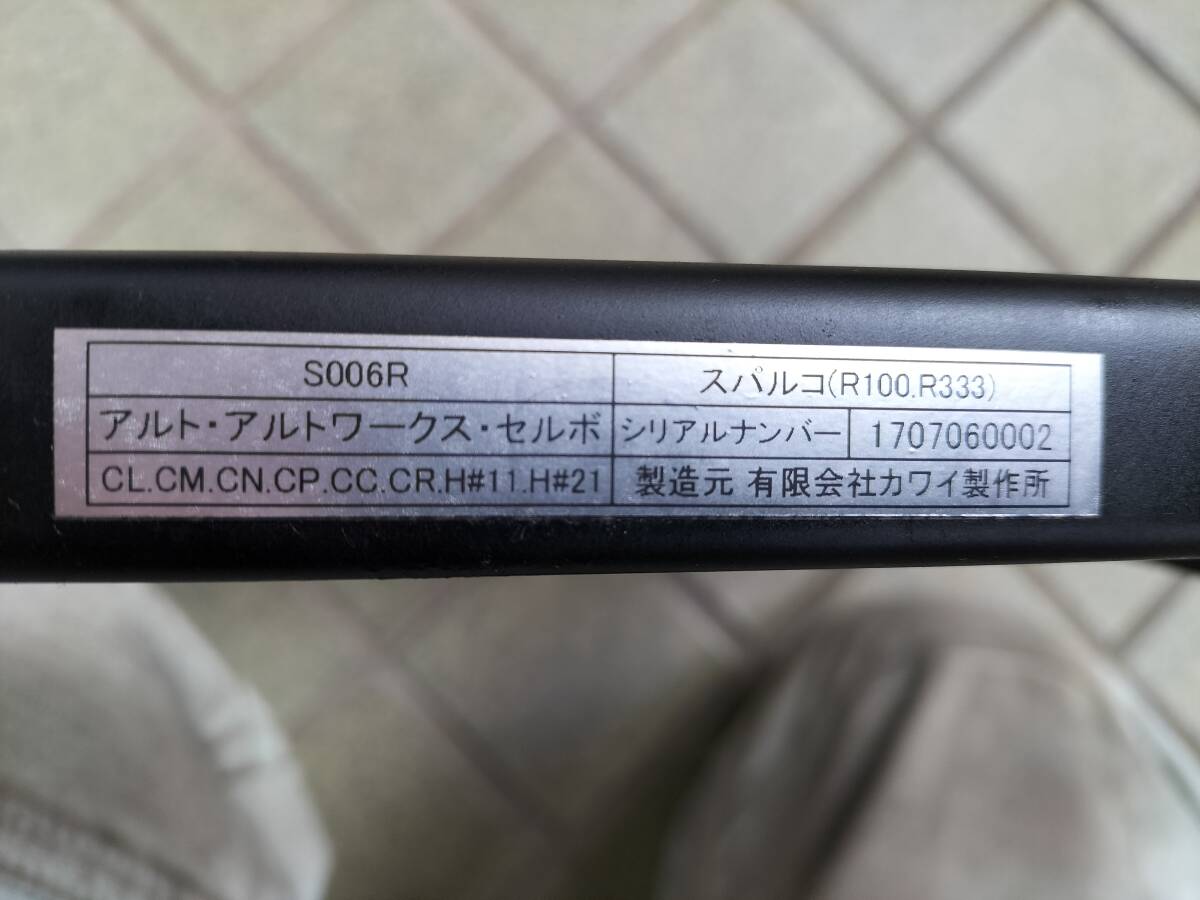 S006R スパルコ(R100.R333)
アルト・アルトワークス・セルボ シリアルナンバー 1707060002
CL.CM.CN.CP.CC.CR.H#11.H#21 製造元 有限会社カワイ製作所